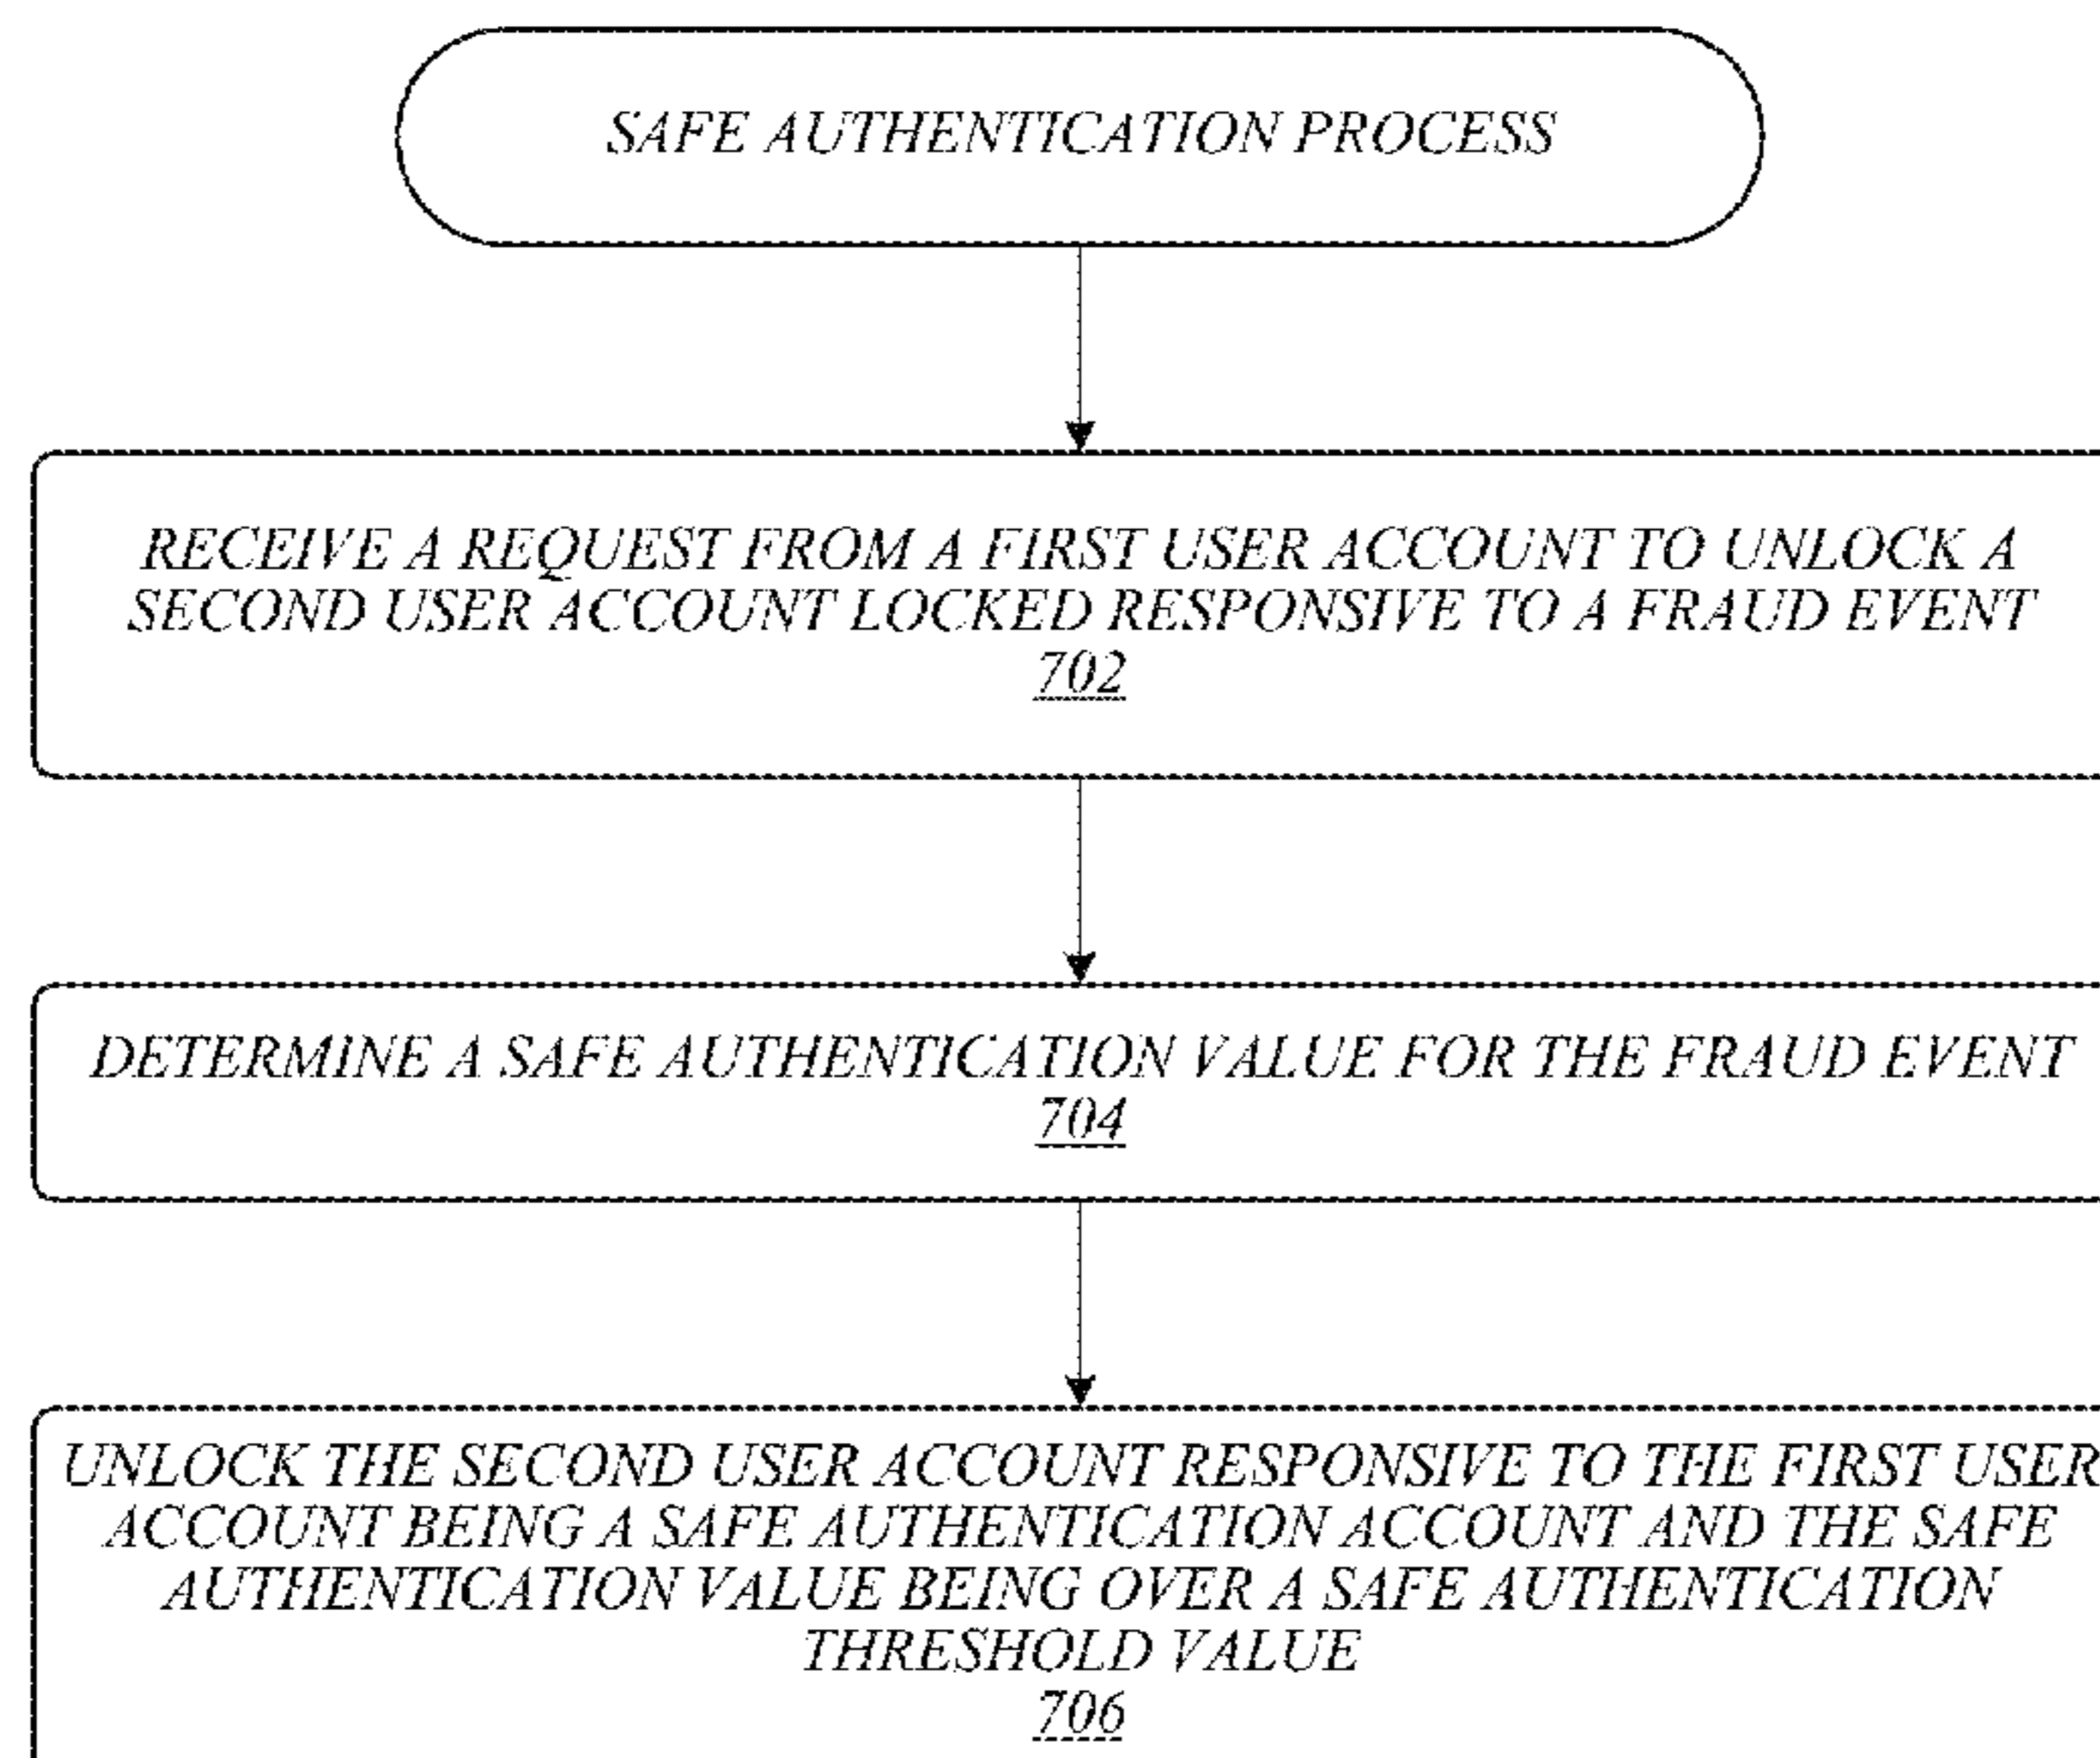 SAFE AUTHENTICATION PROCESS
RECEIVE A REQUEST FROM A FIRST USER ACCOUNT TO UNLOCK A
SECOND USER ACCOUNT LOCKED RESPONSIVE TO A FRAUD EVENT
702
DETERMINE A SAFE AUTHENTICATION VALUE FOR THE FRAUD EVENT
704
UNLOCK THE SECOND USER ACCOUNT RESPONSIVE TO THE FIRST USER
ACCOUNT BEING A SAFE AUTHENTICATION ACCOUNT AND THE SAFE
AUTHENTICATION VALUE BEING OVER A SAFE AUTHENTICATION
THRESHOLD VALUE
706